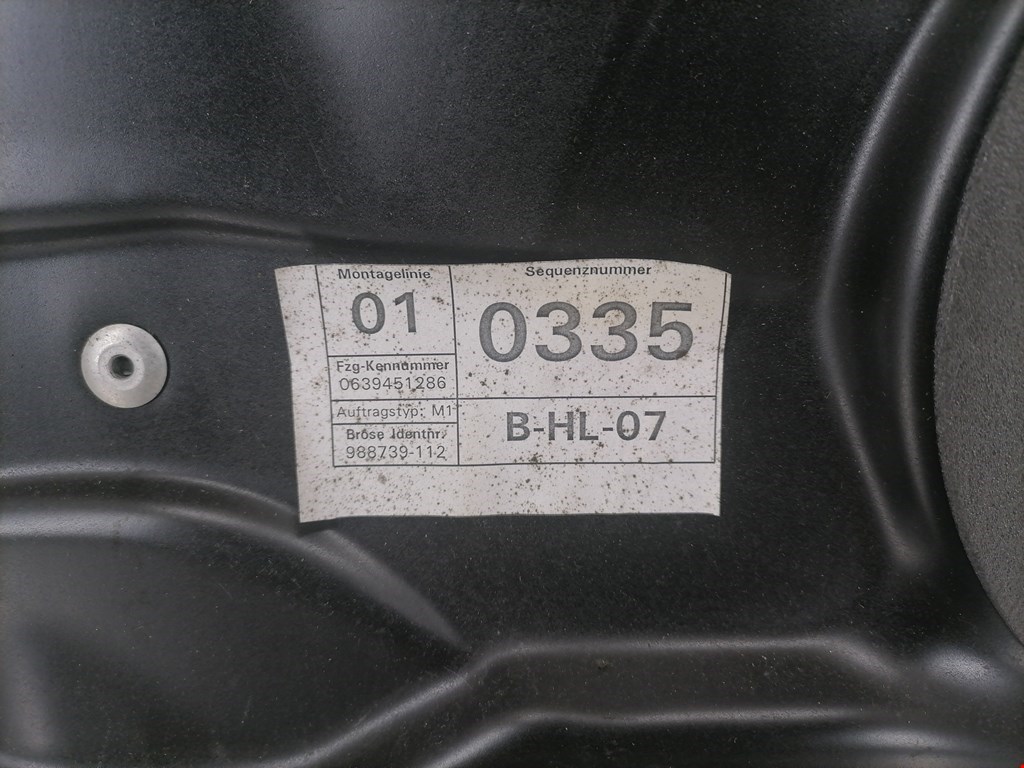 Montagelinie
01
Sequenznummer
0335
Fzg-Kennummer
0639451286
Auftragstyp: M1
Brose Identnr.
988739-112
B-HL-07